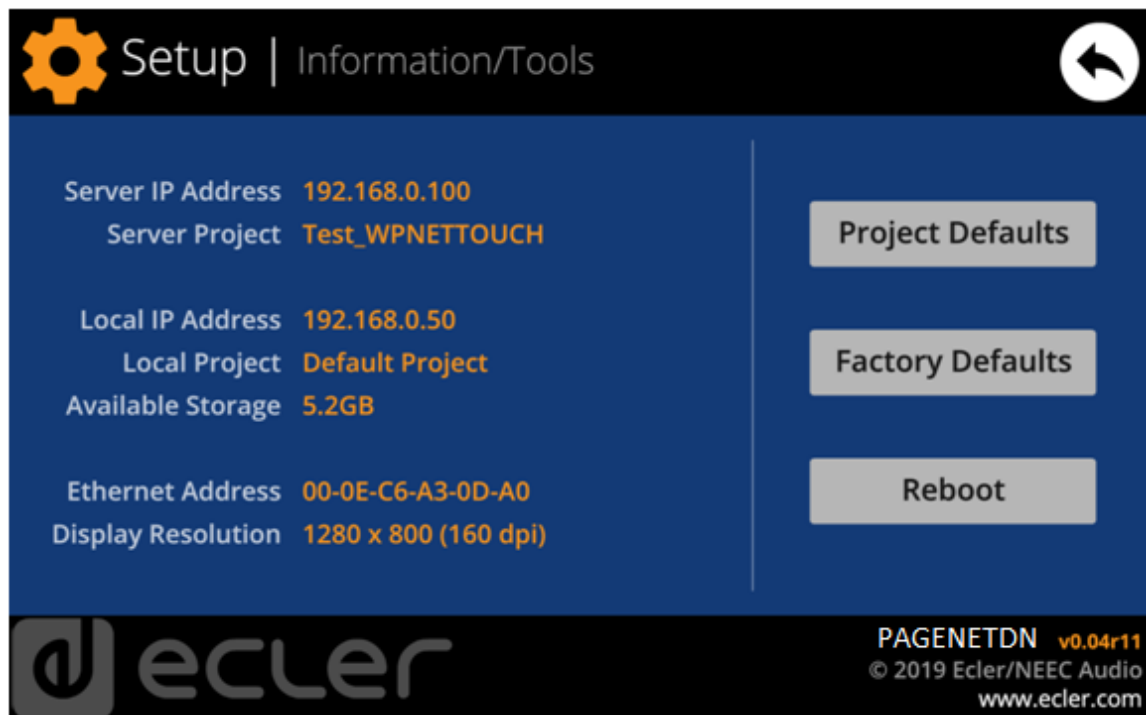 Setup | Information/Tools
Server IP Address 192.168.0.100
Server Project Test_WPNETTOUCH
Local IP Address 192.168.0.50
Local Project Default Project
Available Storage 5.2GB
Ethernet Address 00-0E-C6-A3-0D-A0
Display Resolution 1280 x 800 (160 dpi)
Project Defaults
Factory Defaults
Reboot
ecler
PAGENETDN v0.04r11
© 2019 Ecler/NEEC Audio
www.ecler.com